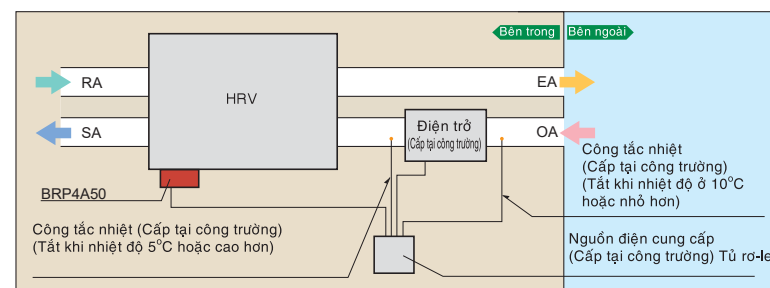 Bên trong
Bên ngoài
RA
HRV
EA
SA
Điện trở
(Cấp tại công trường)
OA
Công tắc nhiệt
(Cấp tại công trường)
(Tắt khi nhiệt độ ở 10°C
hoặc nhỏ hơn)
BRP4A50
Công tắc nhiệt (Cấp tại công trường)
(Tắt khi nhiệt độ 5°C hoặc cao hơn)
Nguồn điện cung cấp
(Cấp tại công trường) Tủ rơ-le